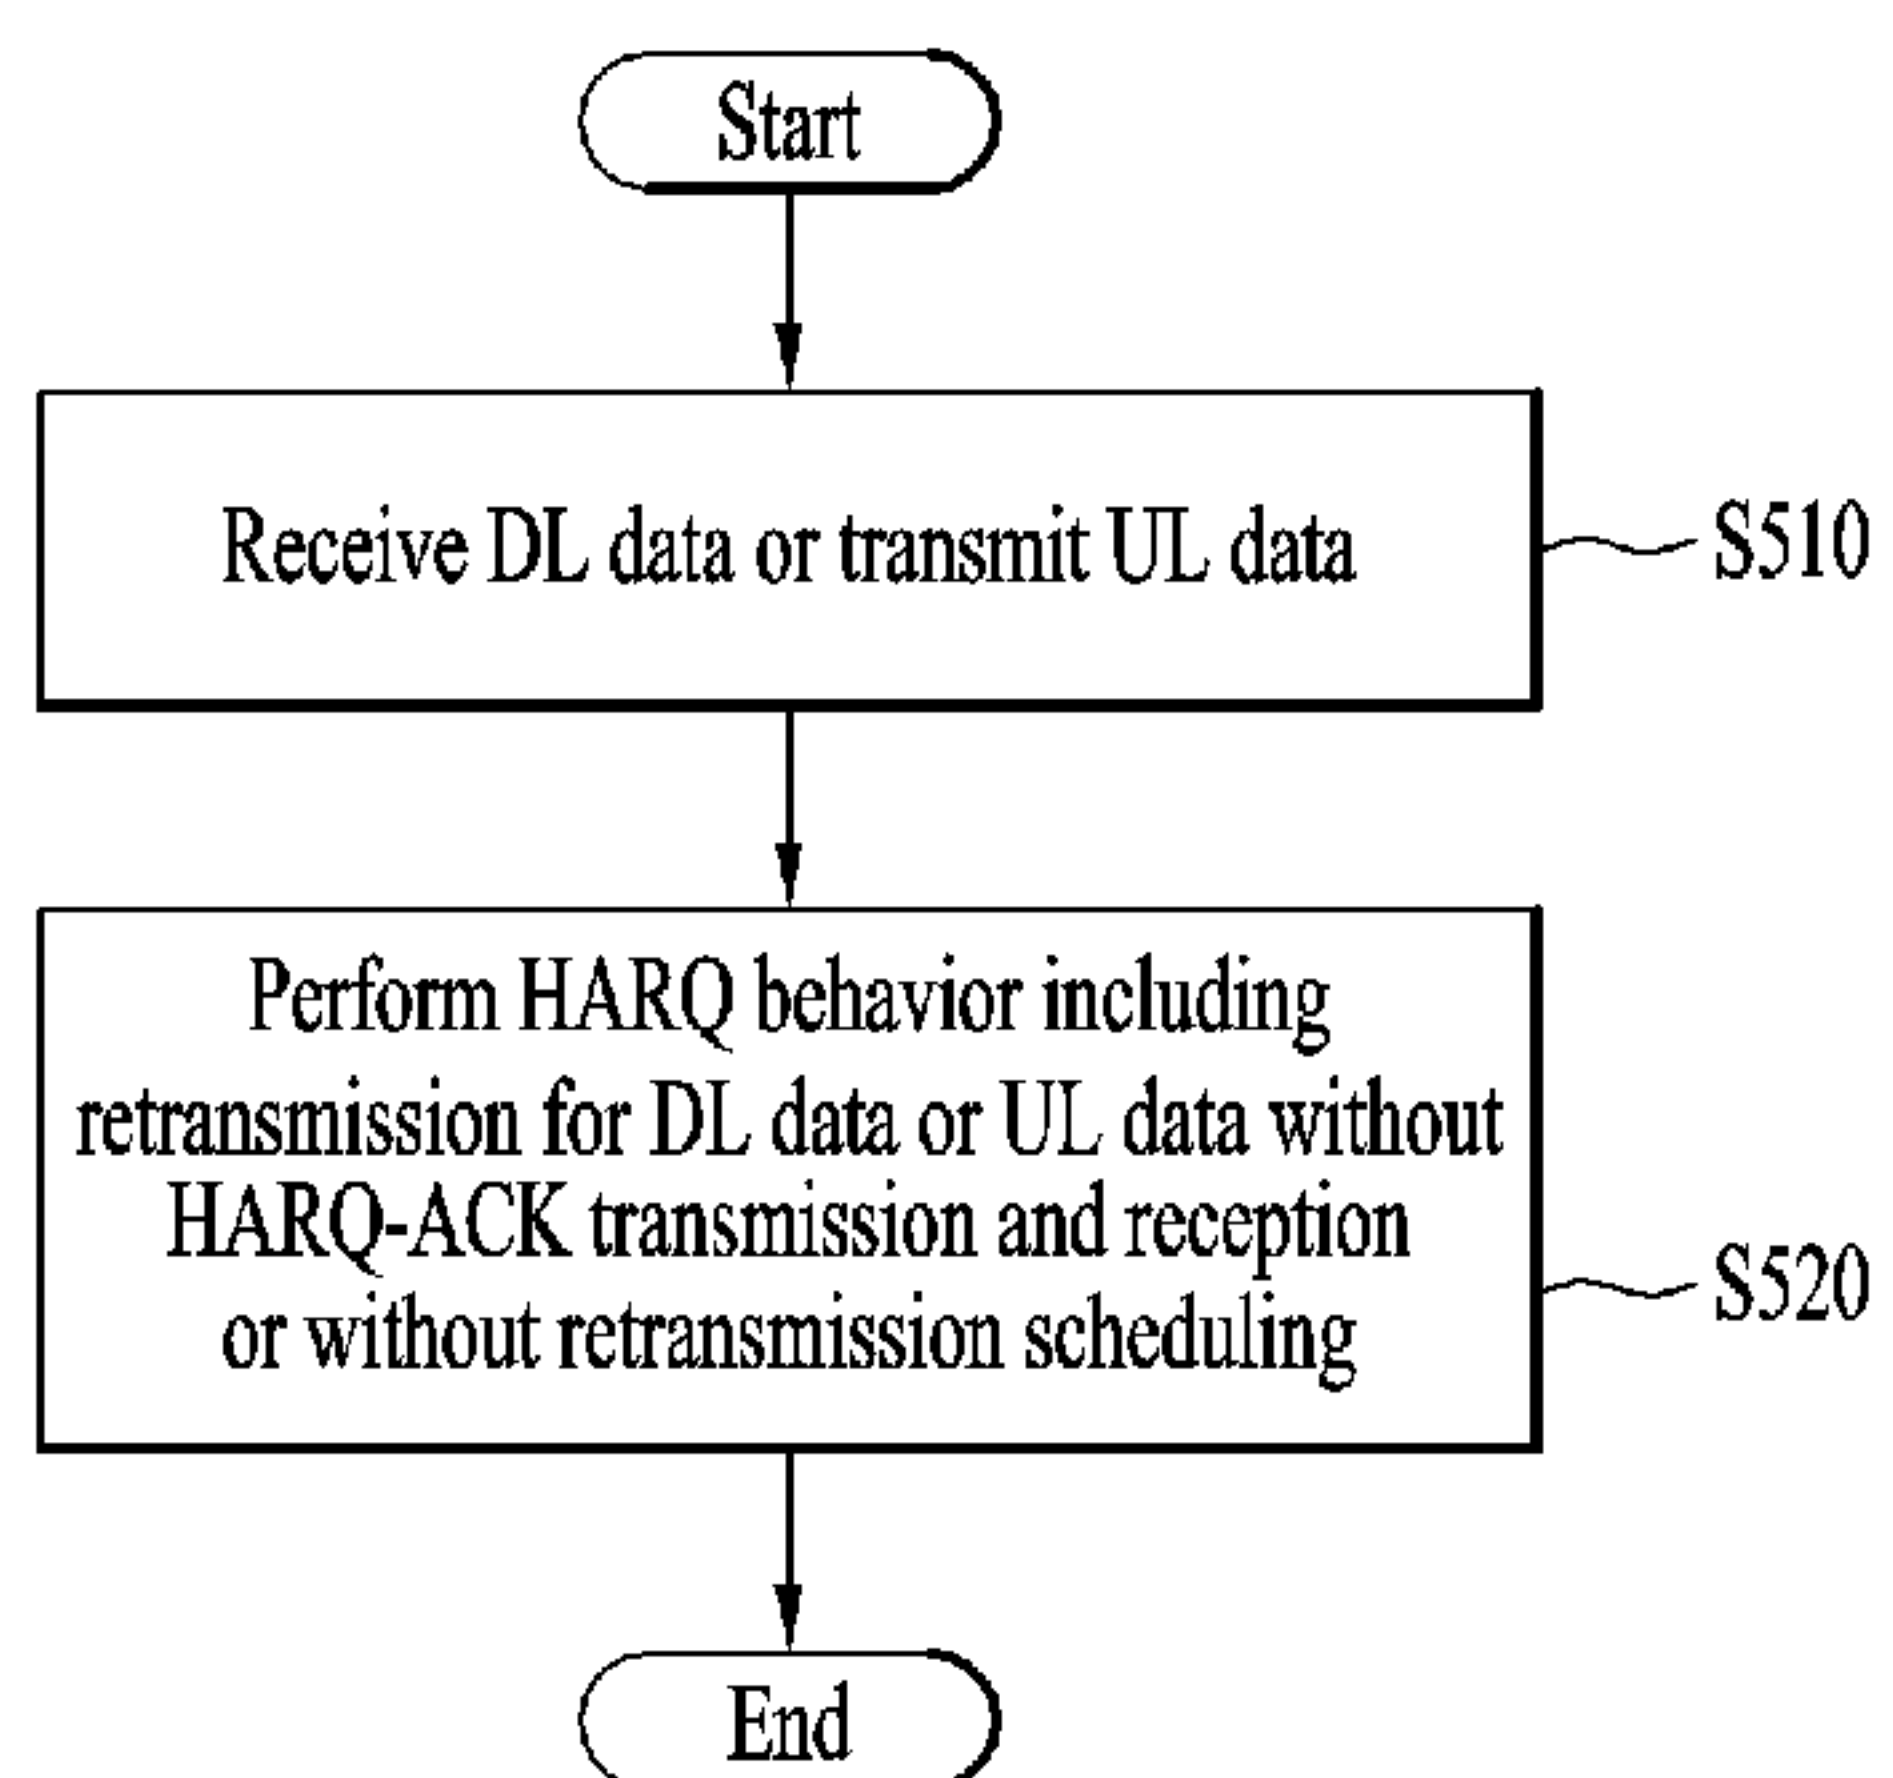 Start
Receive DL data or transmit UL data
S510
Perform HARQ behavior including
retransmission for DL data or UL data without
HARQ-ACK transmission and reception
or without retransmission scheduling
S520
End